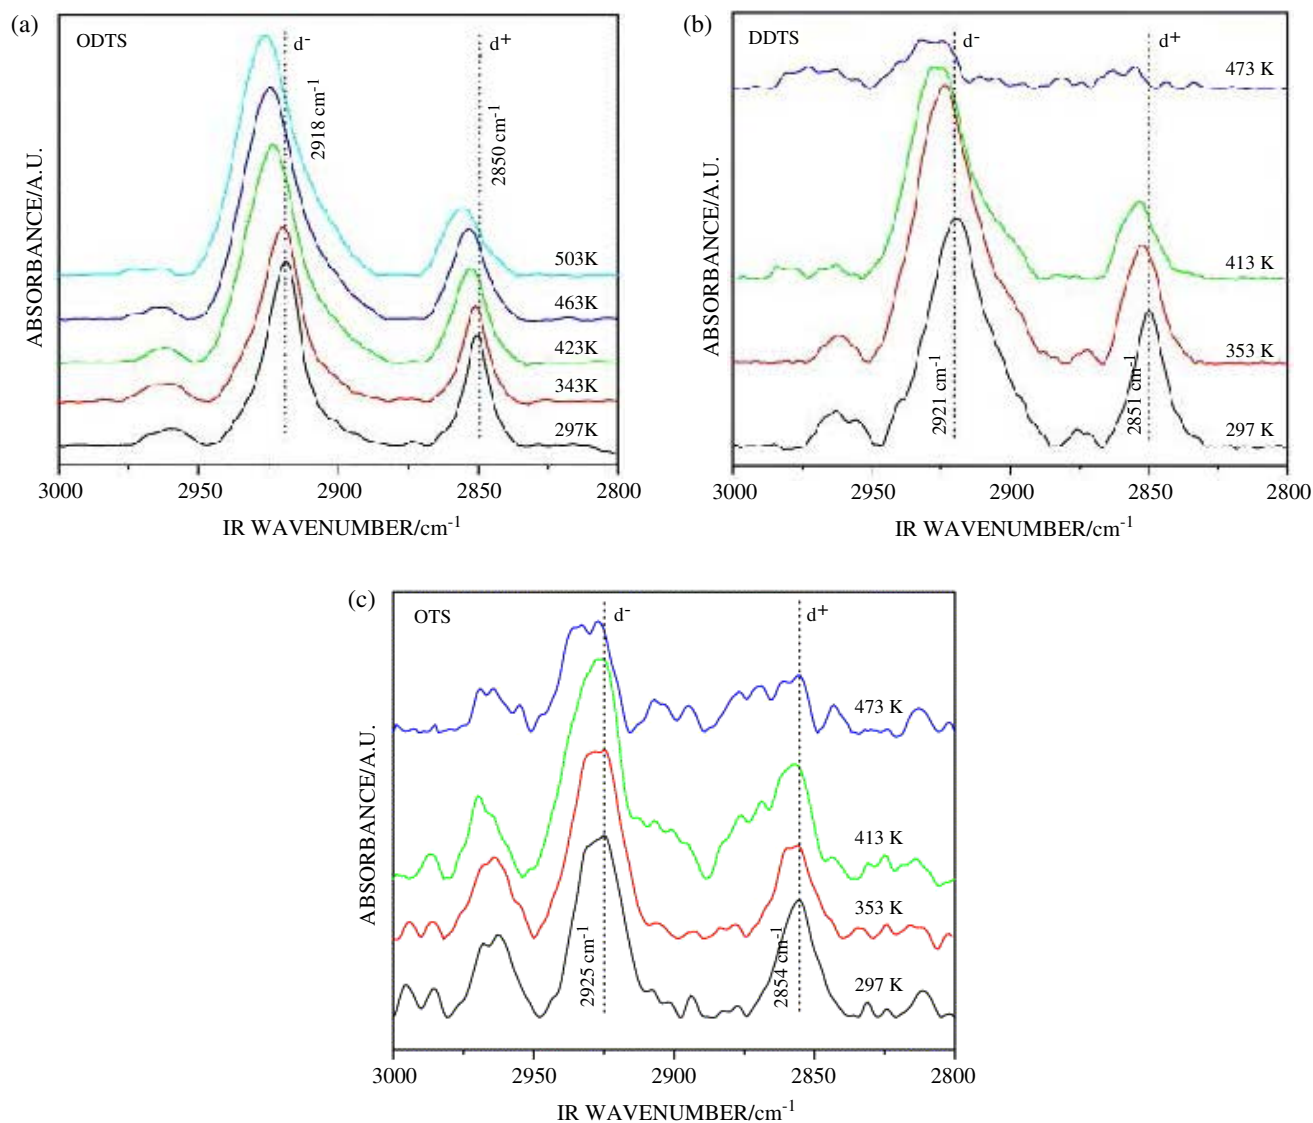 (a)
ODTS
d-
d+
2918 cm-1
2850 cm-1
503K
463K
423K
343K
297K
ABSORBANCE/A.U.
3000
2950
2900
2850
2800
IR WAVENUMBER/cm-1
(b)
DDTS
d-
d+
473 K
413 K
353 K
297 K
2921 cm-1
2851 cm-1
ABSORBANCE/A.U.
3000
2950
2900
2850
2800
IR WAVENUMBER/cm-1
(c)
OTS
d-
d+
473 K
413 K
353 K
297 K
2925 cm-1
2854 cm-1
ABSORBANCE/A.U.
3000
2950
2900
2850
2800
IR WAVENUMBER/cm-1